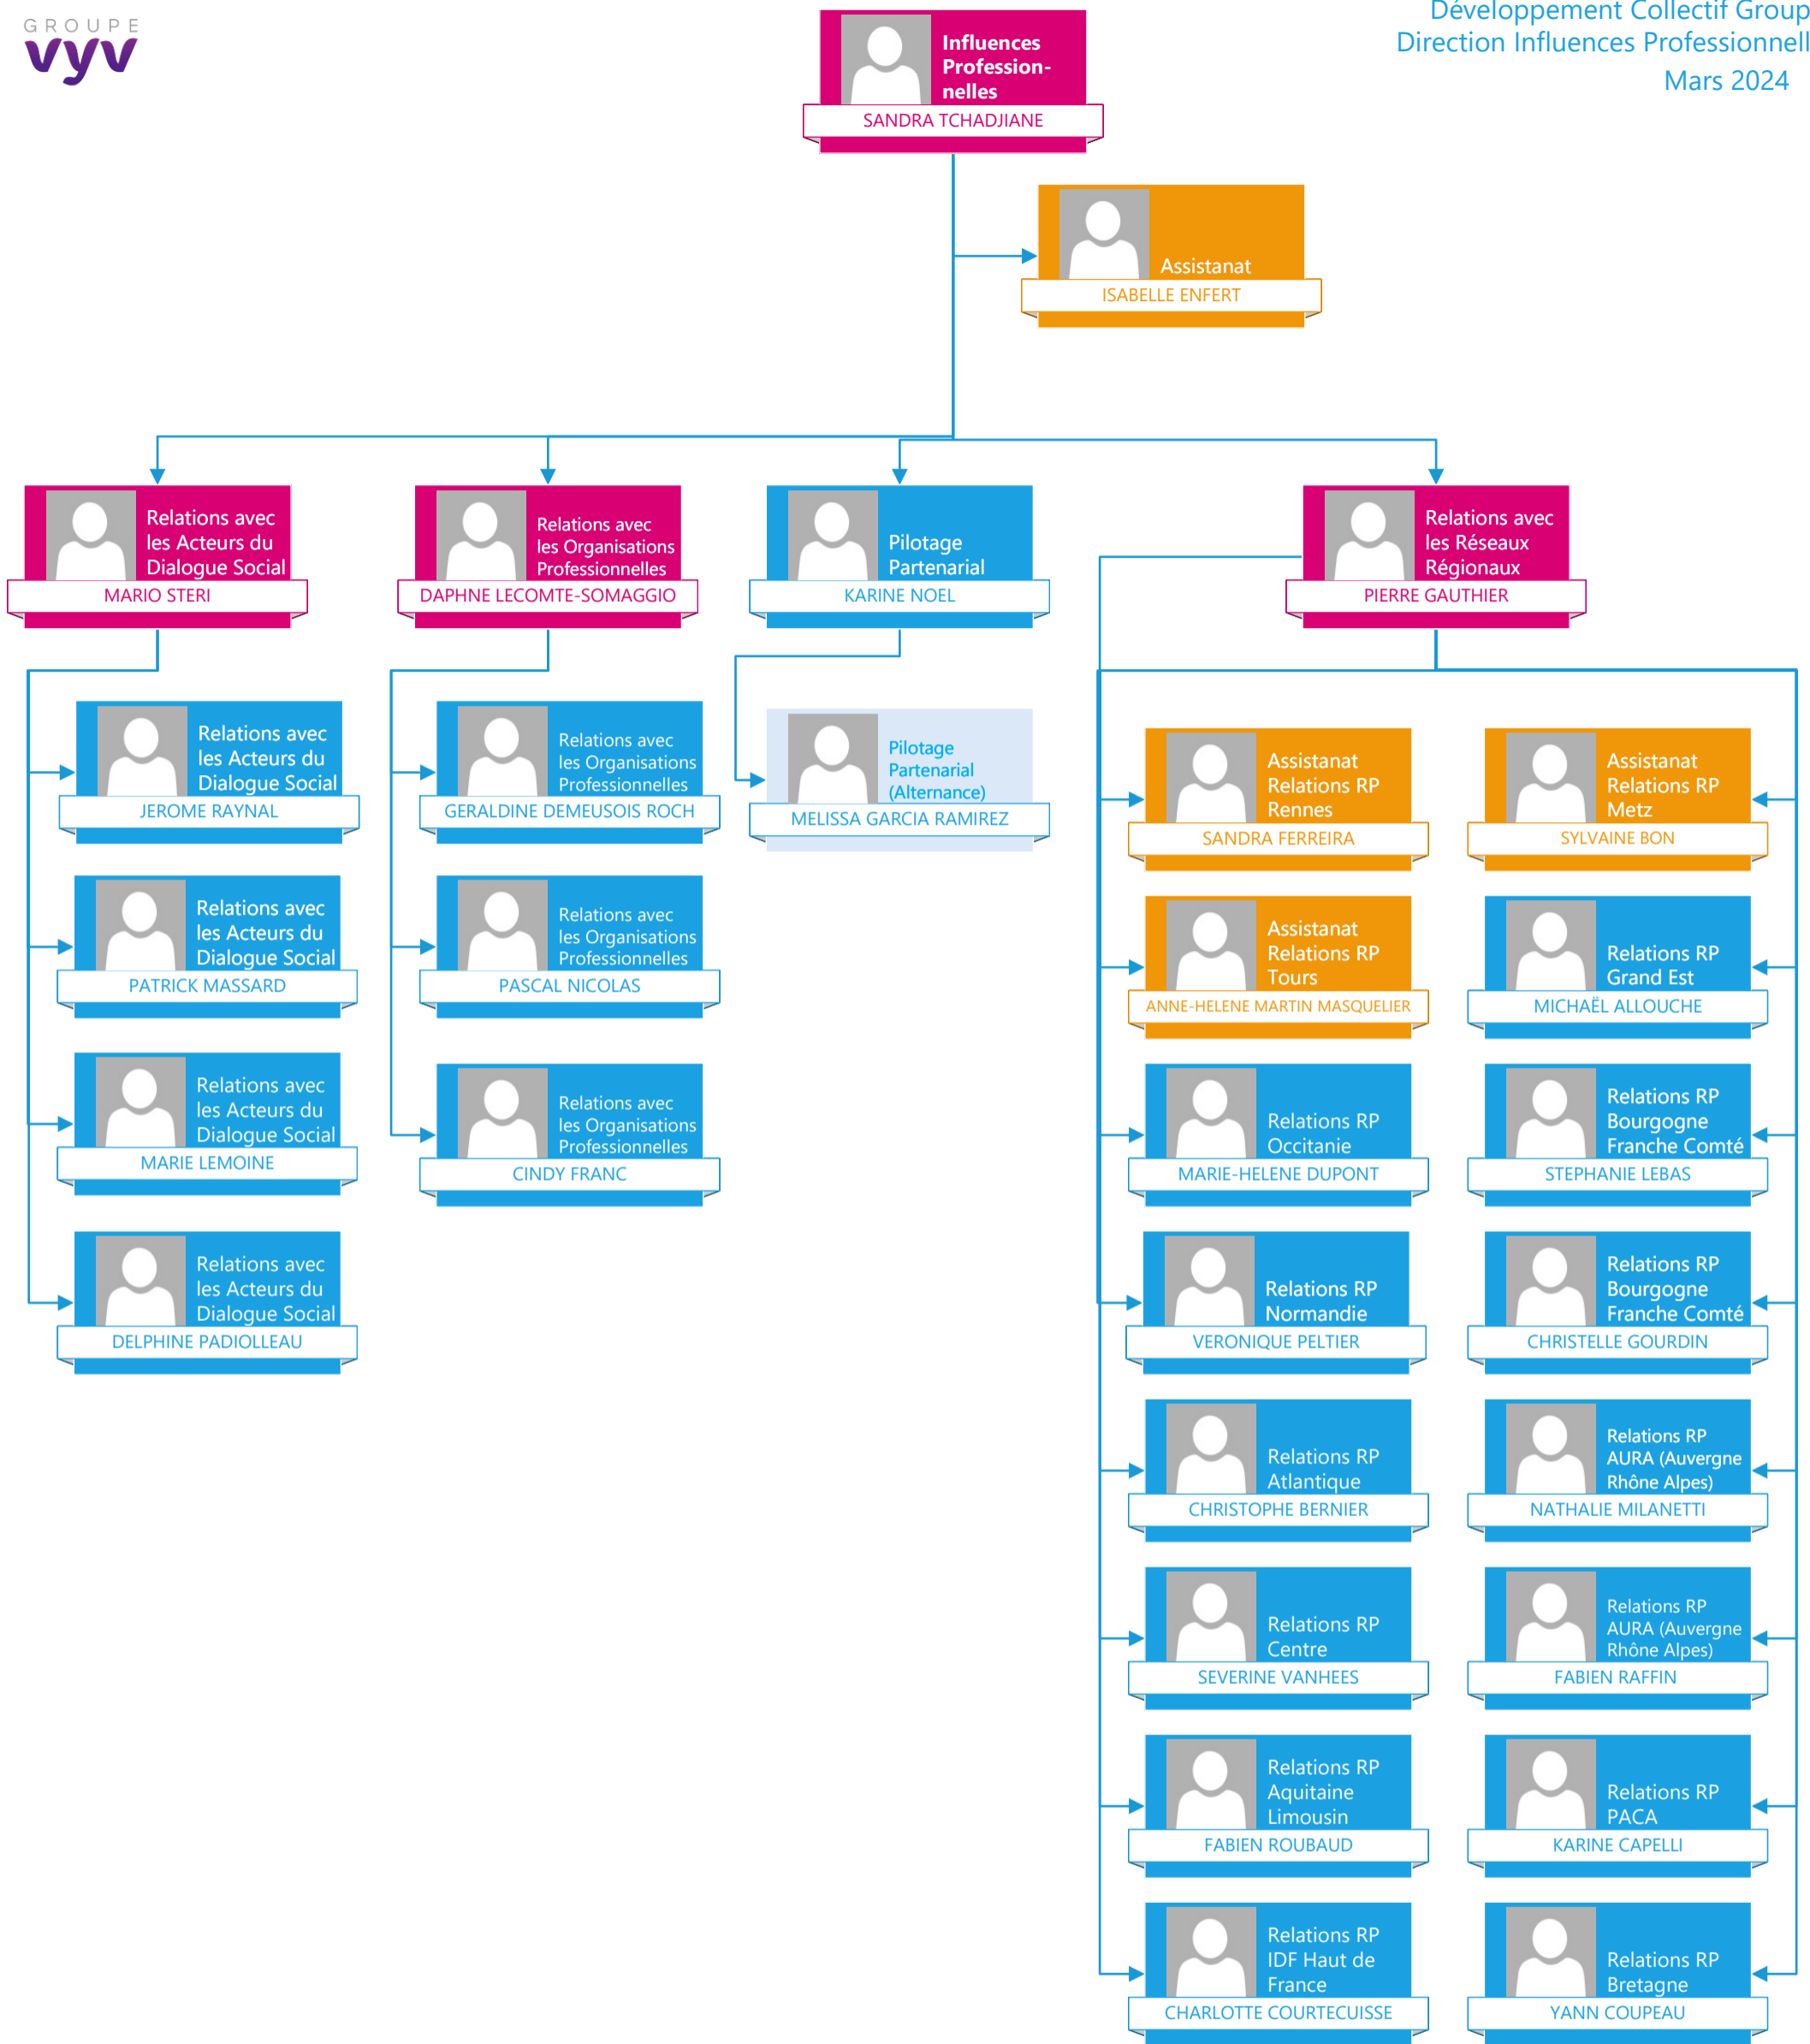 GROUPE
vyv
Développement Collectif Group
Direction Influences Professionnell
Mars 2024
Influences
Profession-
nelles
SANDRA TCHADJIANE
Assistanat
ISABELLE ENFERT
Relations avec
les Acteurs du
Dialogue Social
MARIO STERI
Relations avec
les Organisations
Professionnelles
DAPHNE LECOMTE-SOMAGGIO
Pilotage
Partenarial
KARINE NOEL
Relations avec
les Réseaux
Régionaux
PIERRE GAUTHIER
Relations avec
les Acteurs du
Dialogue Social
JEROME RAYNAL
Relations avec
les Acteurs du
Dialogue Social
PATRICK MASSARD
Relations avec
les Acteurs du
Dialogue Social
MARIE LEMOINE
Relations avec
les Acteurs du
Dialogue Social
DELPHINE PADIOLLEAU
Relations avec
les Organisations
Professionnelles
GERALDINE DEMEUSOIS ROCH
Relations avec
les Organisations
Professionnelles
PASCAL NICOLAS
Relations avec
les Organisations
Professionnelles
CINDY FRANC
Pilotage
Partenarial
(Alternance)
MELISSA GARCIA RAMIREZ
Assistanat
Relations RP
Rennes
SANDRA FERREIRA
Assistanat
Relations RP
Metz
SYLVAINE BON
Assistanat
Relations RP
Tours
ANNE-HELENE MARTIN MASQUELIER
Relations RP
Grand Est
MICHAËL ALLOUCHE
Relations RP
Occitanie
MARIE-HELENE DUPONT
Relations RP
Bourgogne
Franche Comté
STEPHANIE LEBAS
Relations RP
Normandie
VERONIQUE PELTIER
Relations RP
Bourgogne
Franche Comté
CHRISTELLE GOURDIN
Relations RP
Atlantique
CHRISTOPHE BERNIER
Relations RP
AURA (Auvergne
Rhône Alpes)
NATHALIE MILANETTI
Relations RP
Centre
SEVERINE VANHEES
Relations RP
AURA (Auvergne
Rhône Alpes)
FABIEN RAFFIN
Relations RP
Aquitaine
Limousin
FABIEN ROUBAUD
Relations RP
PACA
KARINE CAPELLI
Relations RP
IDF Haut de
France
CHARLOTTE COURTECUISSE
Relations RP
Bretagne
YANN COUPEAU